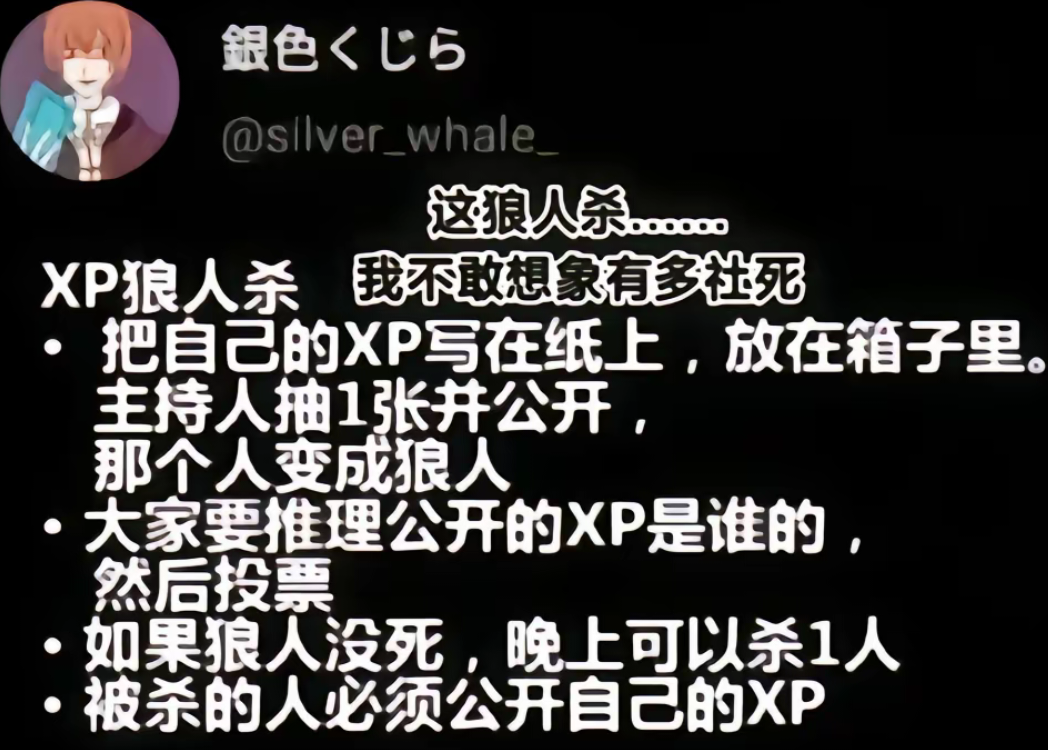 銀色くじら
@silver_whale_
这狼人杀.......
我不敢想象有多社死
XP狼人杀
• 把自己的XP写在纸上，放在箱子里。
主持人抽1张并公开，
那个人变成狼人
• 大家要推理公开的XP是谁的，
然后投票
• 如果狼人没死，晚上可以杀1人
• 被杀的人必须公开自己的XP